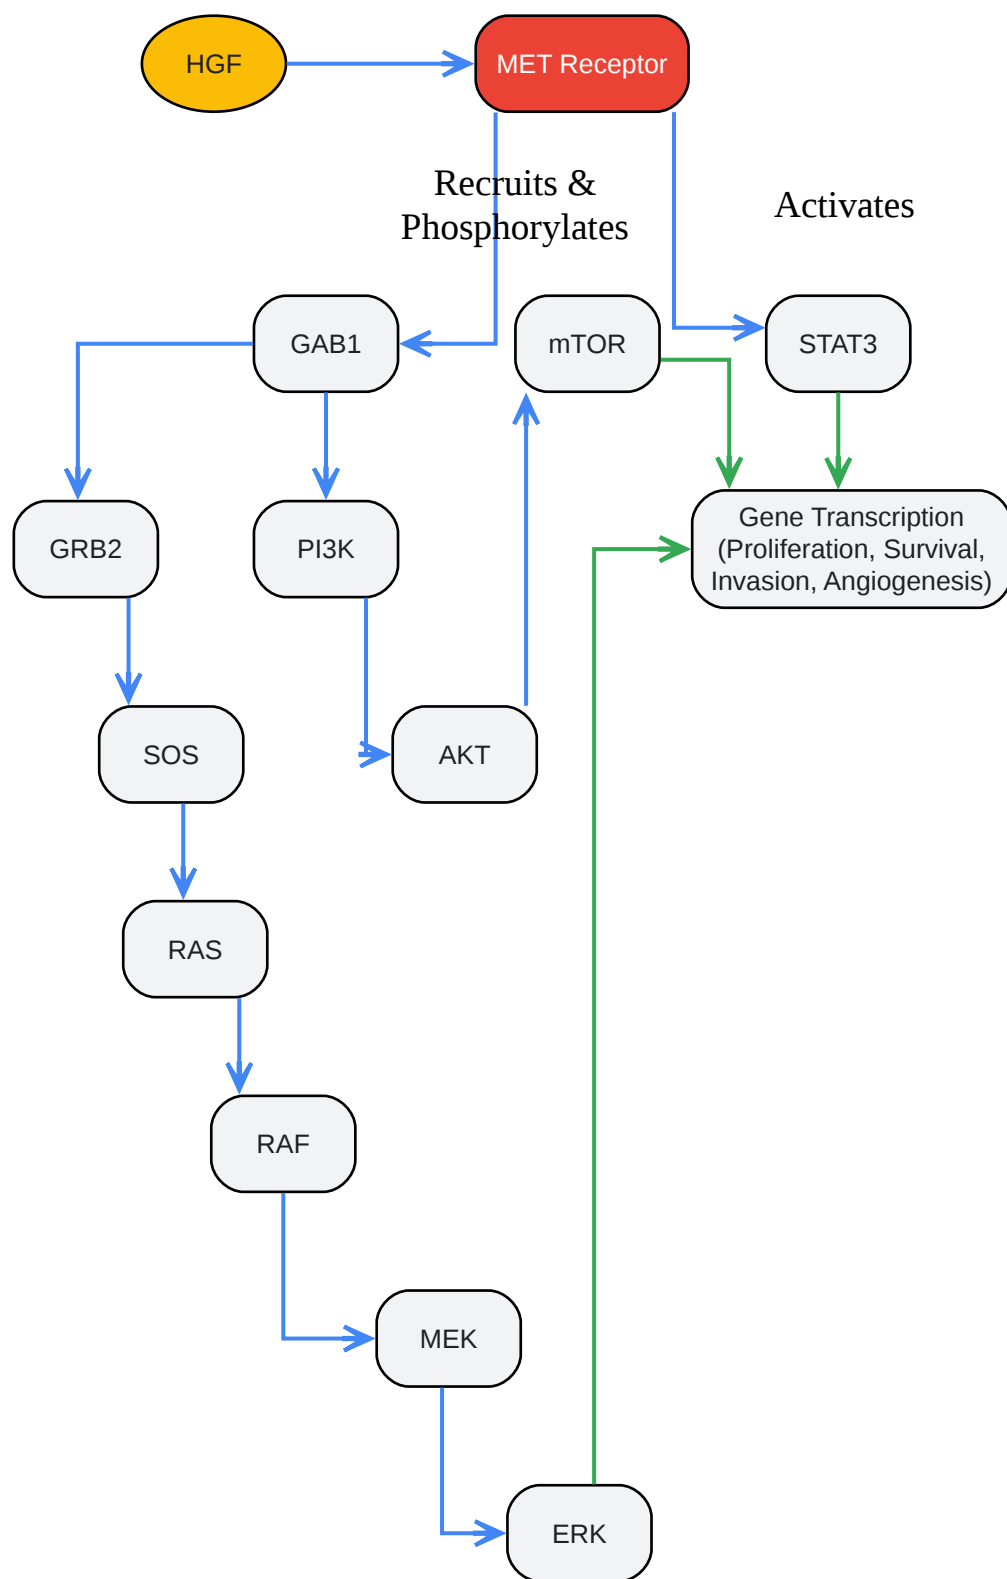 HGF
MET Receptor
Recruits &
Phosphorylates
Activates
GAB1
mTOR
STAT3
GRB2
PI3K
Gene Transcription
(Proliferation, Survival,
Invasion, Angiogenesis)
SOS
AKT
RAS
RAF
MEK
ERK